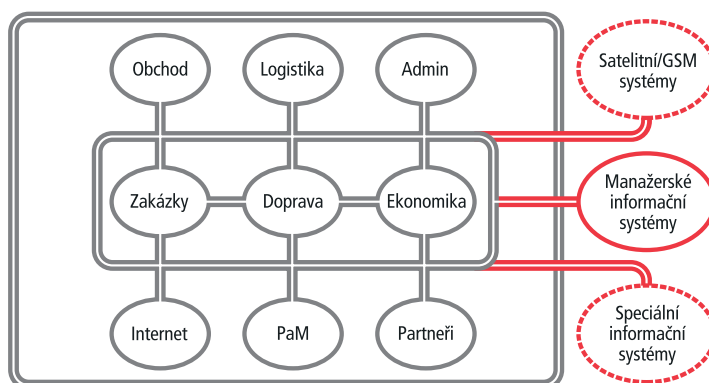 Obchod
Logistika
Admin
Satelitní/GSM
systémy
Zakázky
Doprava
Ekonomika
Manažerské
informační
systémy
Internet
PaM
Partneři
Speciální
informační
systémy